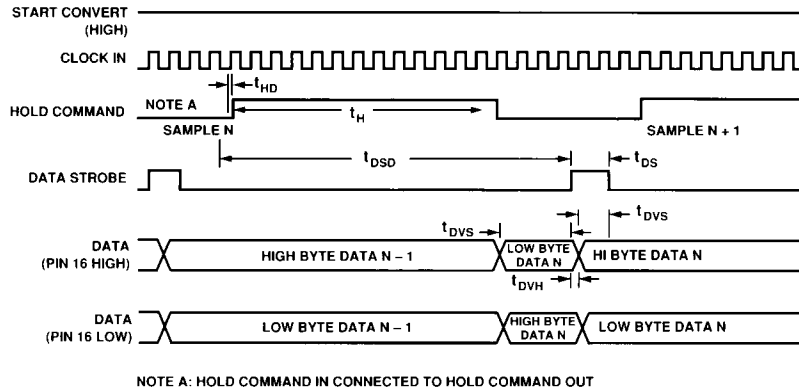 START CONVERT
(HIGH)
CLOCK IN
tHD
HOLD COMMAND
NOTE A
tH
SAMPLE N
SAMPLE N + 1
tDSD
tDS
DATA STROBE
tDVS
tDVS
DATA
(PIN 16 HIGH)
HIGH BYTE DATA N – 1
LOW BYTE
DATA N
HI BYTE DATA N
tDVH
DATA
(PIN 16 LOW)
LOW BYTE DATA N – 1
HIGH BYTE
DATA N
LOW BYTE DATA N
NOTE A: HOLD COMMAND IN CONNECTED TO HOLD COMMAND OUT